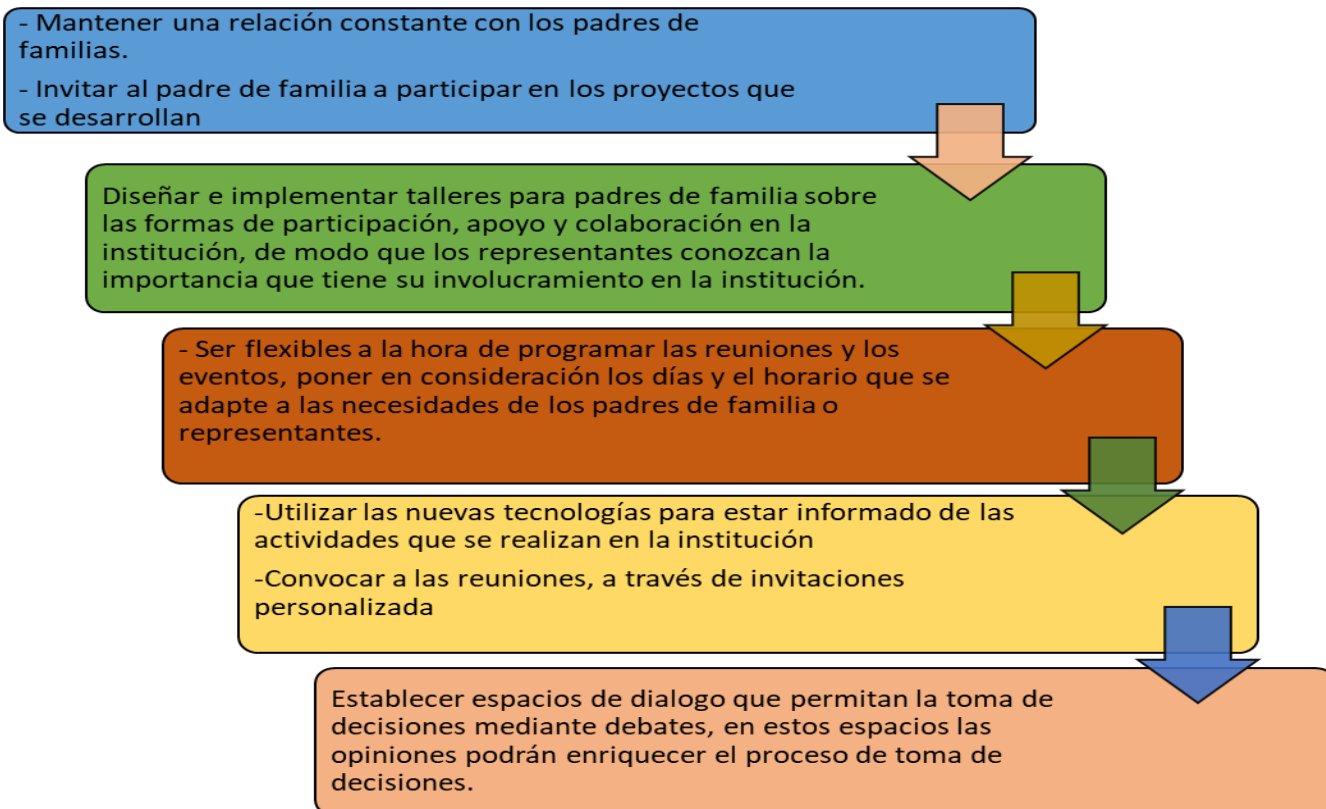 - Mantener una relación constante con los padres de
familias.
- Invitar al padre de familia a participar en los proyectos que
se desarrollan
Diseñar e implementar talleres para padres de familia sobre
las formas de participación, apoyo y colaboración en la
institución, de modo que los representantes conozcan la
importancia que tiene su involucramiento en la institución.
- Ser flexibles a la hora de programar las reuniones y los
eventos, poner en consideración los días y el horario que se
adapte a las necesidades de los padres de familia o
representantes.
-Utilizar las nuevas tecnologías para estar informado de las
actividades que se realizan en la institución
-Convocar a las reuniones, a través de invitaciones
personalizada
Establecer espacios de dialogo que permitan la toma de
decisiones mediante debates, en estos espacios las
opiniones podrán enriquecer el proceso de toma de
decisiones.